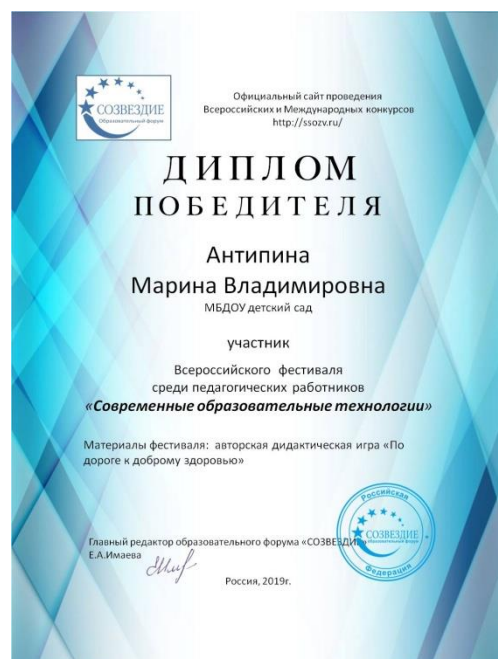 СОЗВЕЗДИЕ
Образовательный форум
Официальный сайт проведения
Всероссийских и Международных конкурсов
http://ssozv.ru/
ДИПЛОМ
ПОБЕДИТЕЛЯ
Антипина
Марина Владимировна
МБДОУ детский сад
участник
Всероссийского фестиваля
среди педагогических работников
«Современные образовательные технологии»
Материалы фестиваля: авторская дидактическая игра «По
дороге к доброму здоровью»
Российская
СОЗВЕЗДИЕ
образовательный форум
Федерация
Главный редактор образовательного форума «СОЗВЕЗДИЕ»
Е.А.Имаева
Россия, 2019г.